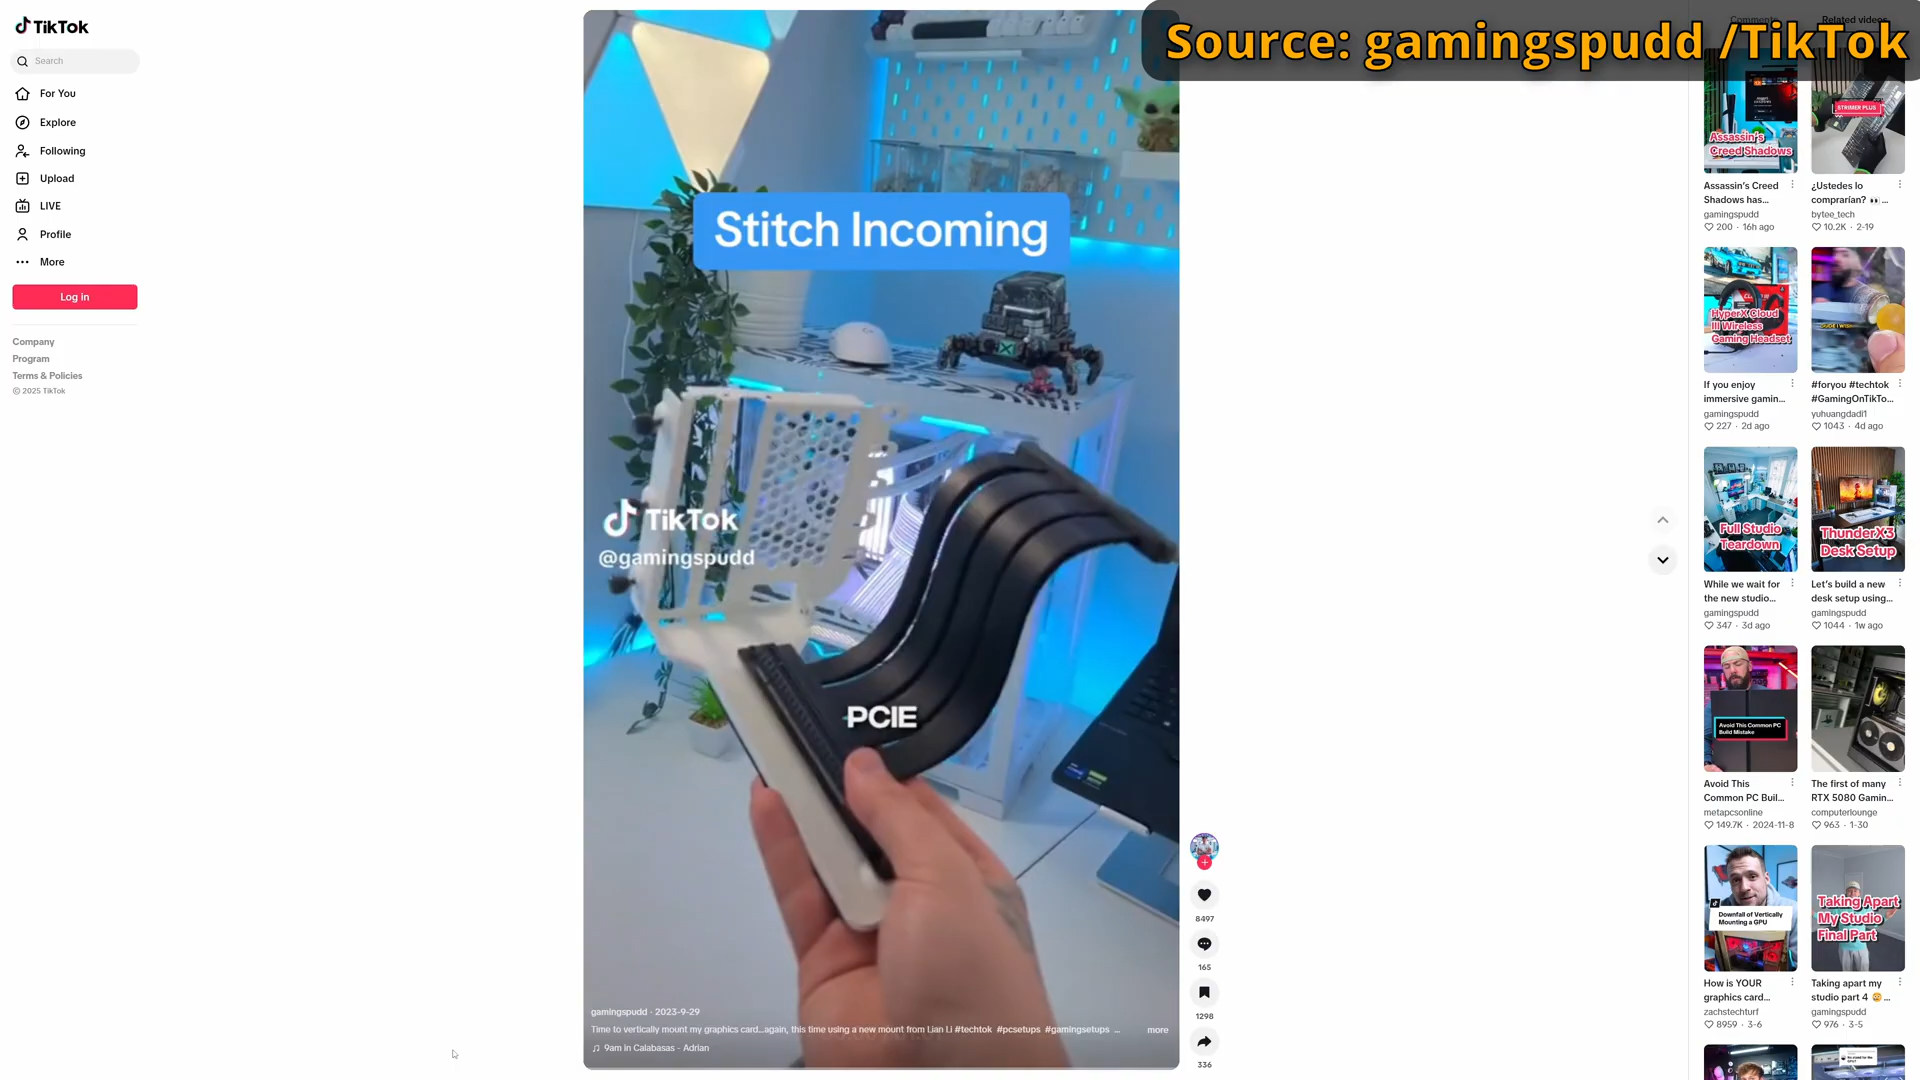 TikTok
Search
For You
Explore
Following
Upload
LIVE
Profile
More
Log in
Company
Program
Terms & Policies
© 2025 TikTok
Stitch Incoming
TikTok
@gamingspudd
PCIE
gamingspudd · 2023-9-29
Time to vertically mount my graphics card...again, this time using a new mount from Lian Li #techtok #pcsetups #gamingsetups ...
more
9am in Calabasas - Adrian
8497
165
1298
336
Source: gamingspudd /TikTok
Comments
Related videos
Assassin's
Creed Shadows
Assassin's Creed
Shadows has...
gamingspudd
200 · 16h ago
STRIMER PLUS
¿Ustedes lo
comprarían? 👀 ...
bytee_tech
10.2K · 2-19
HyperX Cloud
III Wireless
Gaming Headset
If you enjoy
immersive gamin...
gamingspudd
227 · 2d ago
#foryou #techtok
#GamingOnTikTo...
yuhuangdadi1
1043 · 4d ago
Full Studio
Teardown
While we wait for
the new studio...
gamingspudd
347 · 3d ago
ThunderX3
Desk Setup
Let's build a new
desk setup using...
gamingspudd
1044 · 1w ago
Avoid This Common PC
Build Mistake
Avoid This
Common PC Buil...
metapcsonline
149.7K · 2024-11-8
The first of many
RTX 5080 Gamin...
computerlounge
963 · 1-30
Downfall of Vertically
Mounting a GPU
How is YOUR
graphics card...
zachstechturf
8959 · 3-6
Taking Apart
My Studio
Final Part
Taking apart my
studio part 4 😳 ...
gamingspudd
976 · 3-5